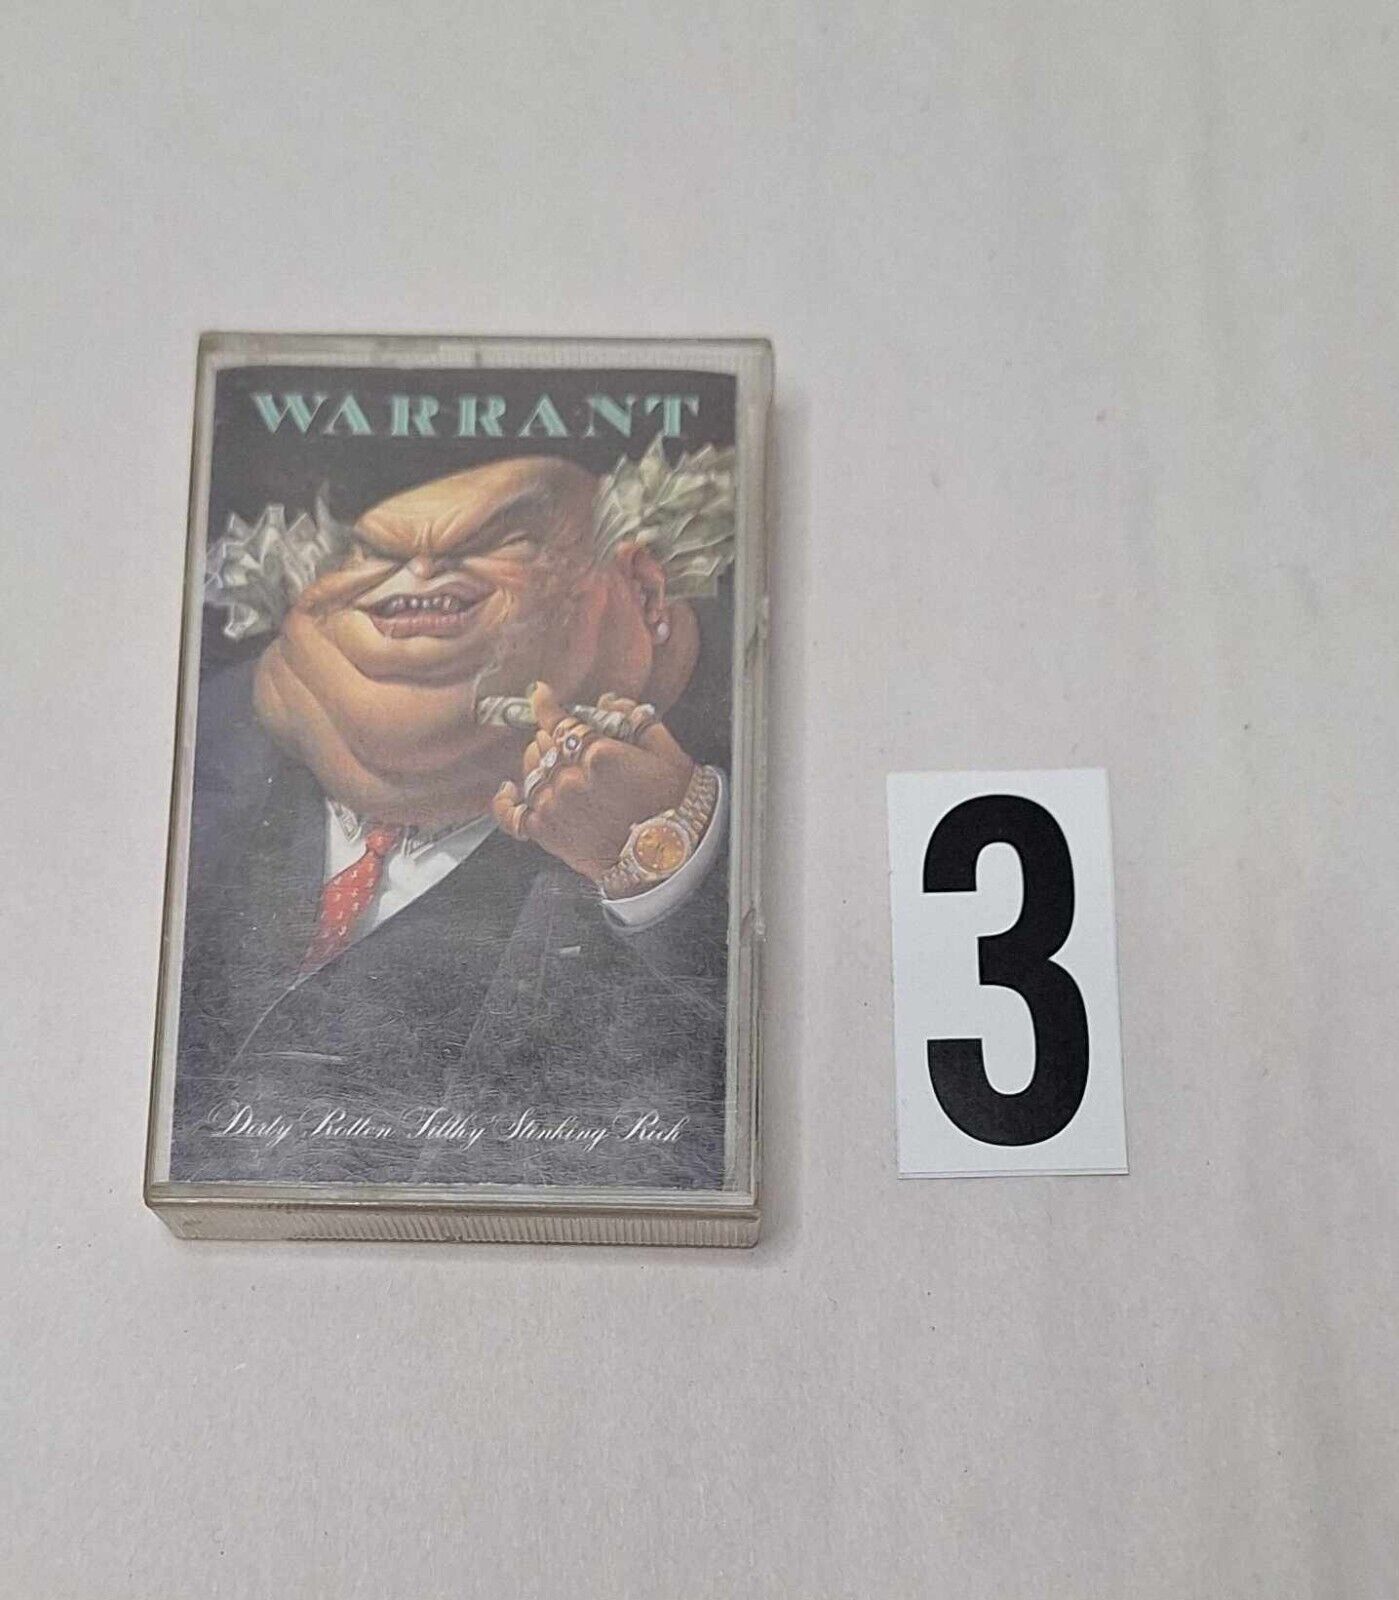 WARRANT
Dirty Rotten Filthy Stinking Rich
3